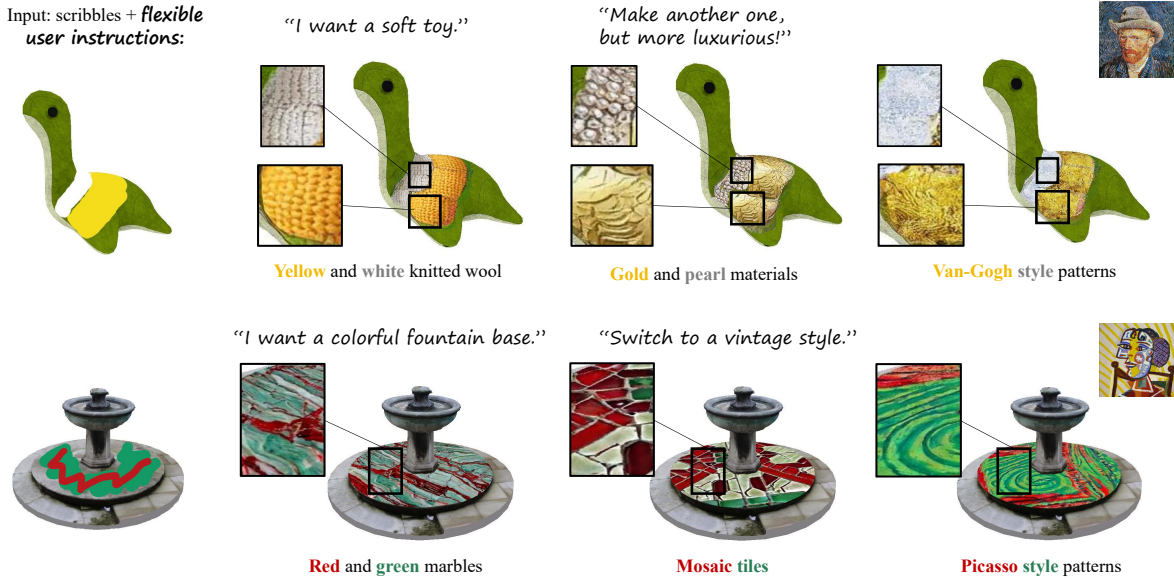 Input: scribbles + flexible
user instructions:
“I want a soft toy.”
“Make another one,
but more luxurious!”
Yellow and white knitted wool
Gold and pearl materials
Van-Gogh style patterns
“I want a colorful fountain base.”
“Switch to a vintage style.”
Red and green marbles
Mosaic tiles
Picasso style patterns